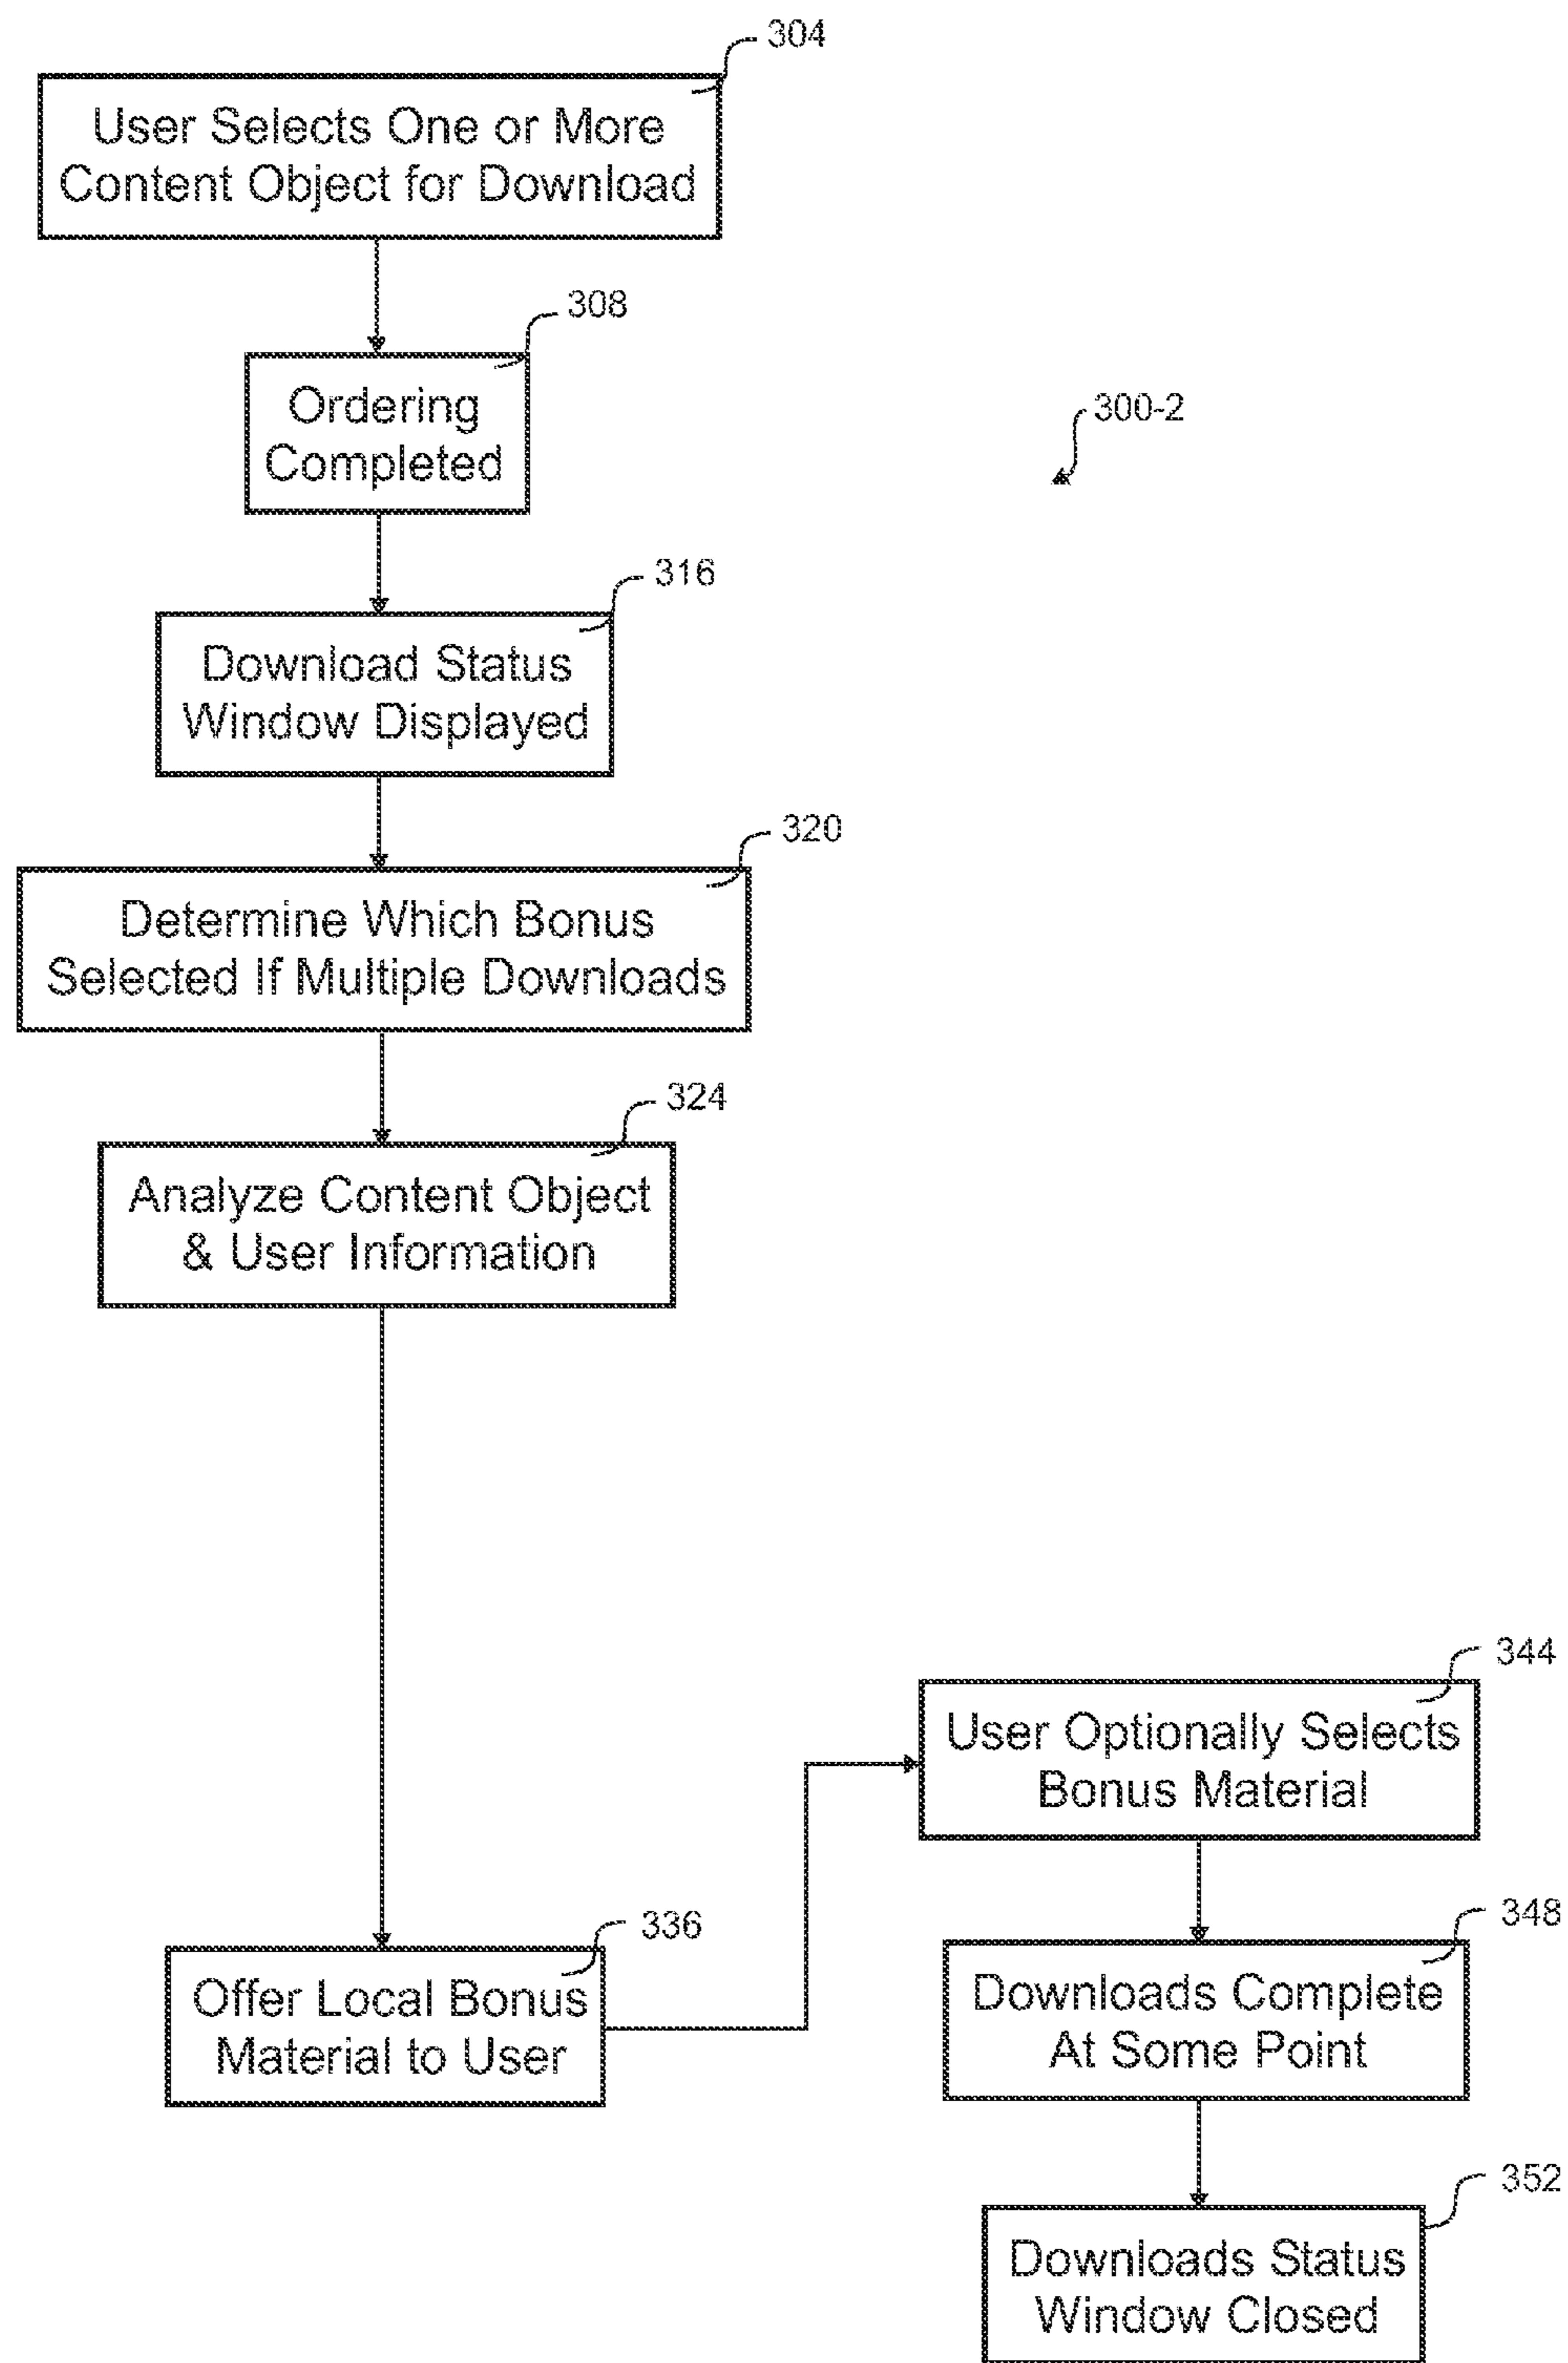 304
User Selects One or More
Content Object for Download
308
Ordering
Completed
300-2
316
Download Status
Window Displayed
320
Determine Which Bonus
Selected If Multiple Downloads
324
Analyze Content Object
& User Information
336
Offer Local Bonus
Material to User
344
User Optionally Selects
Bonus Material
348
Downloads Complete
At Some Point
352
Downloads Status
Window Closed